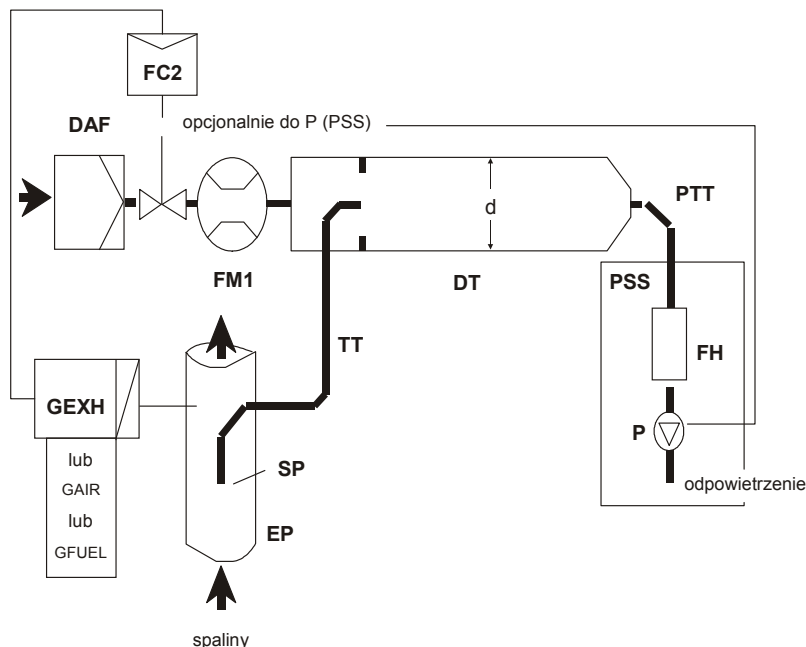 FC2
opcjonalnie do P (PSS)
DAF
d
PTT
FM1
DT
PSS
TT
FH
GEXH
P
lub
GAIR
lub
GFUEL
SP
odpowietrzenie
EP
spaliny